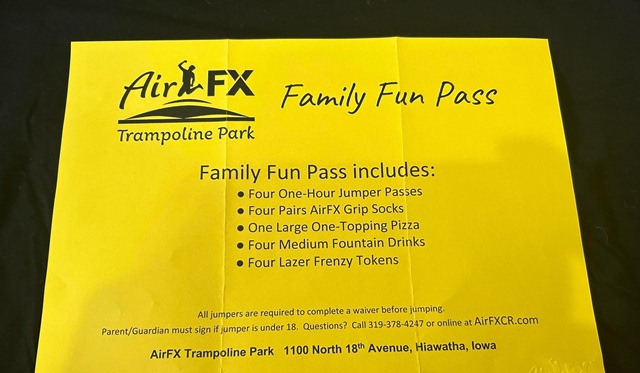 Air FX Family Fun Pass
Trampoline Park
Family Fun Pass includes:
● Four One-Hour Jumper Passes
● Four Pairs AirFX Grip Socks
● One Large One-Topping Pizza
● Four Medium Fountain Drinks
● Four Lazer Frenzy Tokens
All jumpers are required to complete a waiver before jumping.
Parent/Guardian must sign if jumper is under 18. Questions? Call 319-378-4247 or online at AirFXCR.com
AirFX Trampoline Park 1100 North 18th Avenue, Hiawatha, Iowa